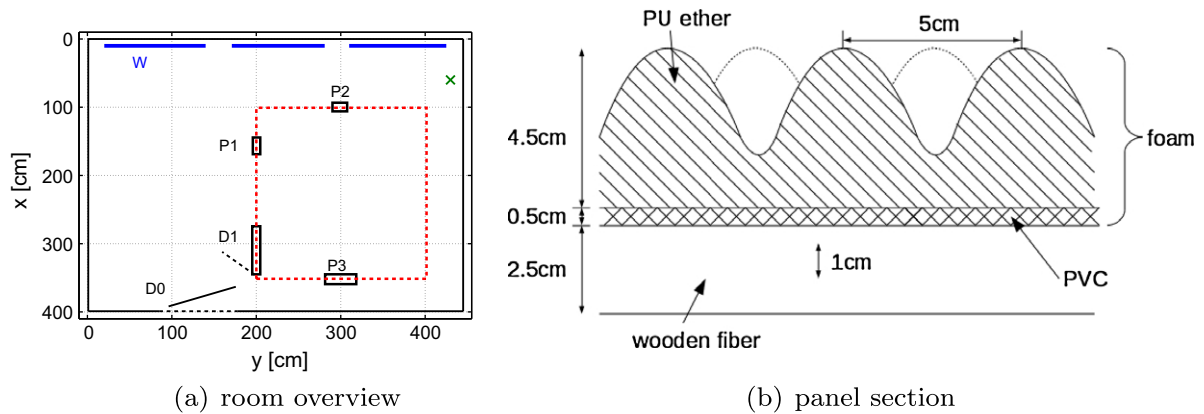 0
100
200
300
400
x [cm]
W
×
P2
P1
D1
P3
D0
0
100
200
300
400
y [cm]
(a) room overview
PU ether
5cm
4.5cm
foam
0.5cm
2.5cm
1cm
PVC
wooden fiber
(b) panel section